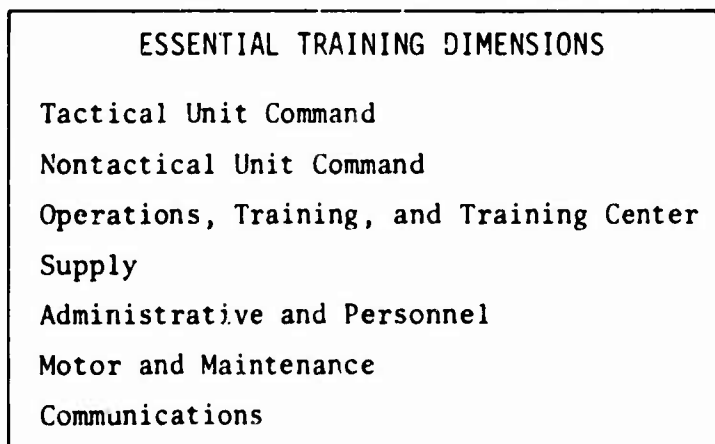 ESSENTIAL TRAINING DIMENSIONS
Tactical Unit Command
Nontactical Unit Command
Operations, Training, and Training Center
Supply
Administrative and Personnel
Motor and Maintenance
Communications